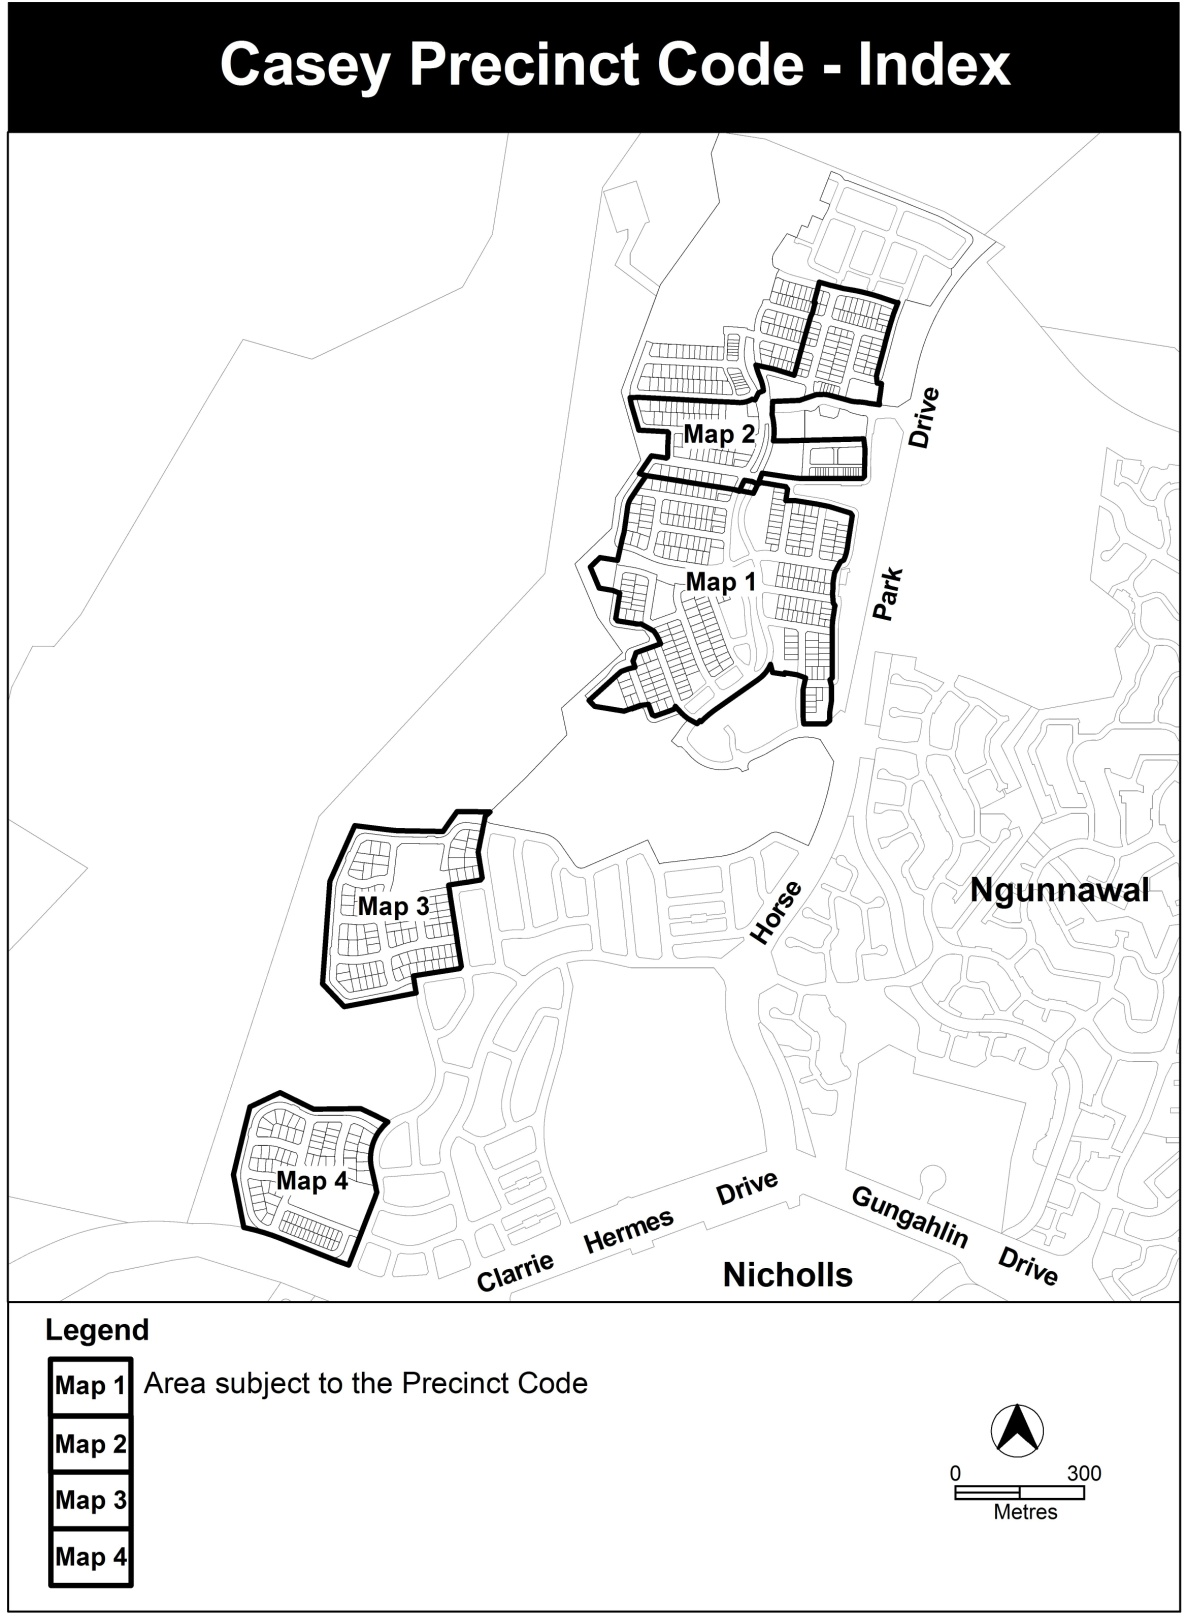 Casey Precinct Code - Index
Map 2
Drive
Map 1
Park
Map 3
Horse
Ngunnawal
Map 4
Clarrie Hermes Drive
Gungahlin Drive
Nicholls
Legend
Map 1 Area subject to the Precinct Code
Map 2
Map 3
Map 4
0 300
Metres